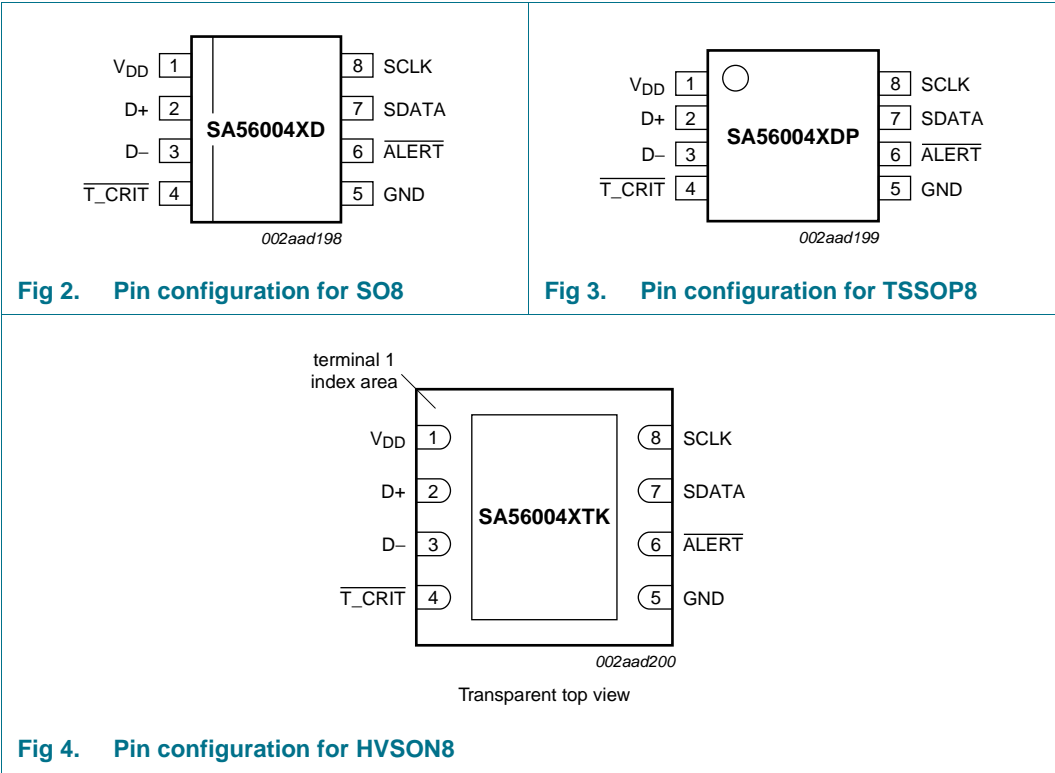 V_DD 1
D+ 2
D− 3
T_CRIT 4
SA56004XD
8 SCLK
7 SDATA
6 ALERT
5 GND
002aad198
Fig 2. Pin configuration for SO8
V_DD 1
D+ 2
D− 3
T_CRIT 4
SA56004XDP
8 SCLK
7 SDATA
6 ALERT
5 GND
002aad199
Fig 3. Pin configuration for TSSOP8
terminal 1
index area
V_DD 1
D+ 2
D− 3
T_CRIT 4
SA56004XTK
8 SCLK
7 SDATA
6 ALERT
5 GND
002aad200
Transparent top view
Fig 4. Pin configuration for HVSON8